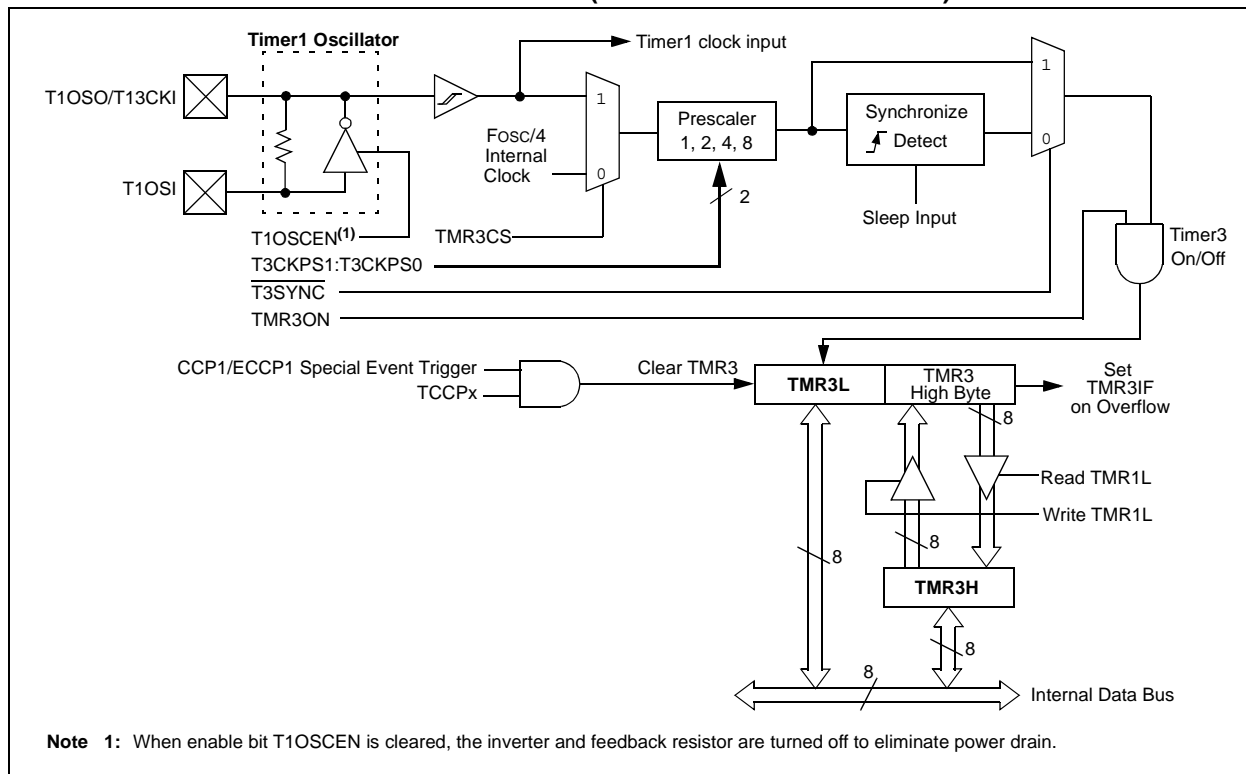 Timer1 Oscillator
Timer1 clock input
T1OSO/T13CKI
1
FOSC/4
Internal
Clock
0
Prescaler
1, 2, 4, 8
2
Synchronize
Detect
1
0
T1OSI
Sleep Input
T1OSCEN(1)
TMR3CS
Timer3
On/Off
T3CKPS1:T3CKPS0
T3SYNC
TMR3ON
CCP1/ECCP1 Special Event Trigger
TCCPx
Clear TMR3
TMR3L
TMR3
High Byte
Set
TMR3IF
on Overflow
8
Read TMR1L
Write TMR1L
8
8
TMR3H
8
8
Internal Data Bus
Note 1: When enable bit T1OSCEN is cleared, the inverter and feedback resistor are turned off to eliminate power drain.